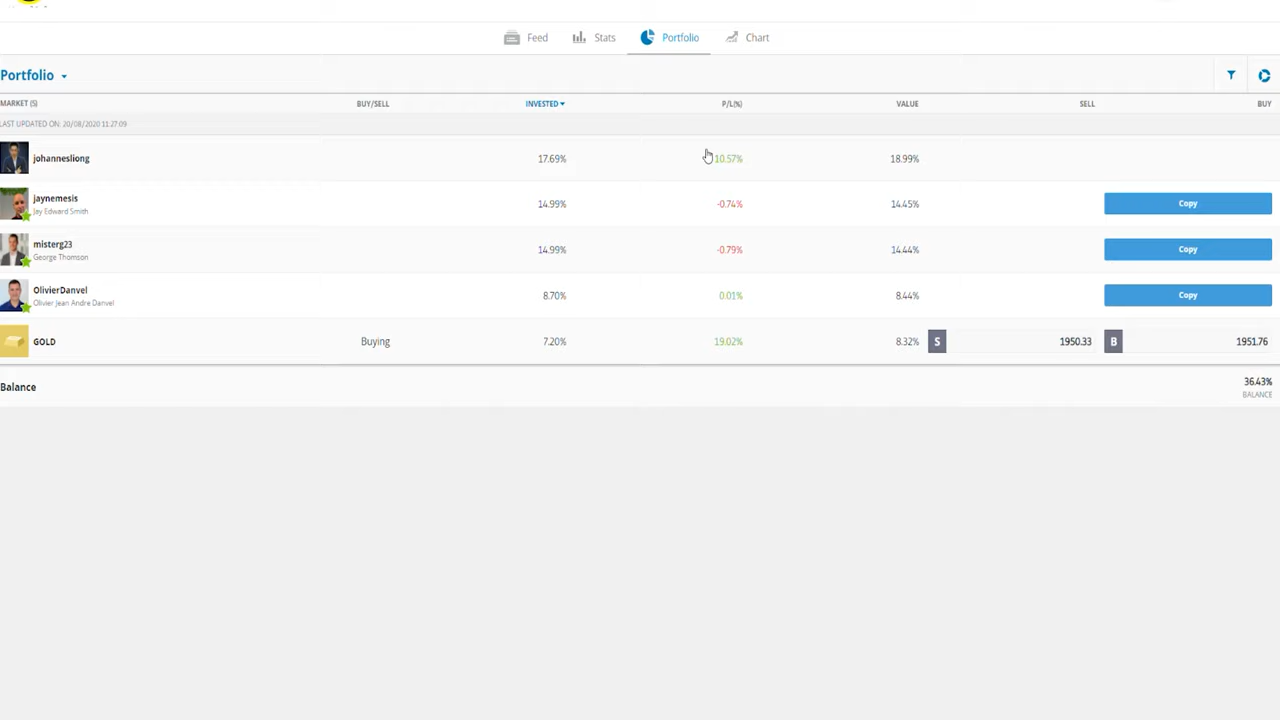 Feed Stats Portfolio Chart
Portfolio
MARKET (5) BUY/SELL INVESTED P/L(%) VALUE SELL BUY
LAST UPDATED ON: 20/08/2020 11:27:09
johannesliong 17.69% 10.57% 18.99%
jaynemesis 14.99% -0.74% 14.45% Copy
Jay Edward Smith
misterg23 14.99% -0.79% 14.44% Copy
George Thomson
OlivierDanvel 8.70% 0.01% 8.44% Copy
Olivier Jean Andre Danvel
GOLD Buying 7.20% 19.02% 8.32% S 1950.33 B 1951.76
Balance 36.43%
BALANCE